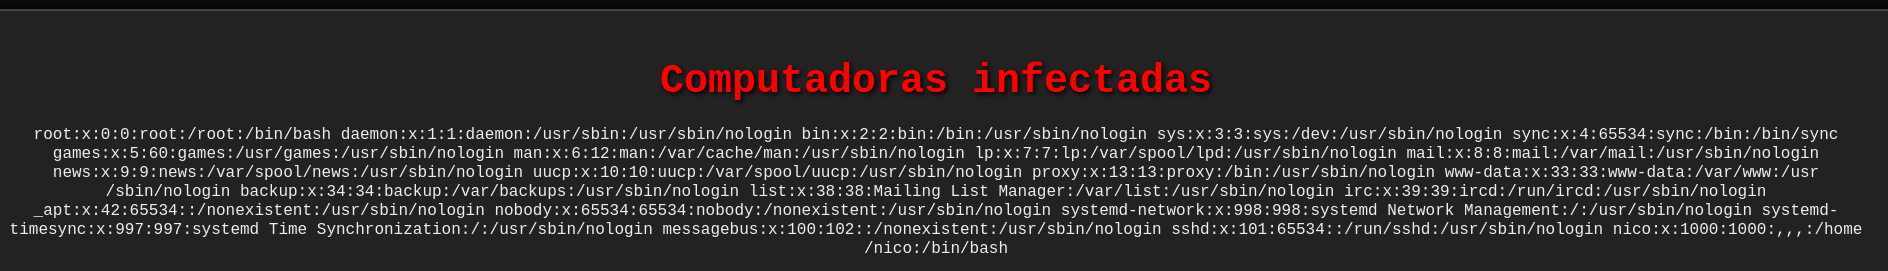 Computadoras infectadas
root:x:0:0:root:/root:/bin/bash daemon:x:1:1:daemon:/usr/sbin:/usr/sbin/nologin bin:x:2:2:bin:/bin:/usr/sbin/nologin sys:x:3:3:sys:/dev:/usr/sbin/nologin sync:x:4:65534:sync:/bin:/bin/sync
games:x:5:60:games:/usr/games:/usr/sbin/nologin man:x:6:12:man:/var/cache/man:/usr/sbin/nologin lp:x:7:7:lp:/var/spool/lpd:/usr/sbin/nologin mail:x:8:8:mail:/var/mail:/usr/sbin/nologin
news:x:9:9:news:/var/spool/news:/usr/sbin/nologin uucp:x:10:10:uucp:/var/spool/uucp:/usr/sbin/nologin proxy:x:13:13:proxy:/bin:/usr/sbin/nologin www-data:x:33:33:www-data:/var/www:/usr
/sbin/nologin backup:x:34:34:backup:/var/backups:/usr/sbin/nologin list:x:38:38:Mailing List Manager:/var/list:/usr/sbin/nologin irc:x:39:39:ircd:/run/ircd:/usr/sbin/nologin
_apt:x:42:65534::/nonexistent:/usr/sbin/nologin nobody:x:65534:65534:nobody:/nonexistent:/usr/sbin/nologin systemd-network:x:998:998:systemd Network Management:/:/usr/sbin/nologin systemd-
timesync:x:997:997:systemd Time Synchronization:/:/usr/sbin/nologin messagebus:x:100:102::/nonexistent:/usr/sbin/nologin sshd:x:101:65534::/run/sshd:/usr/sbin/nologin nico:x:1000:1000:,,,:/home
/nico:/bin/bash